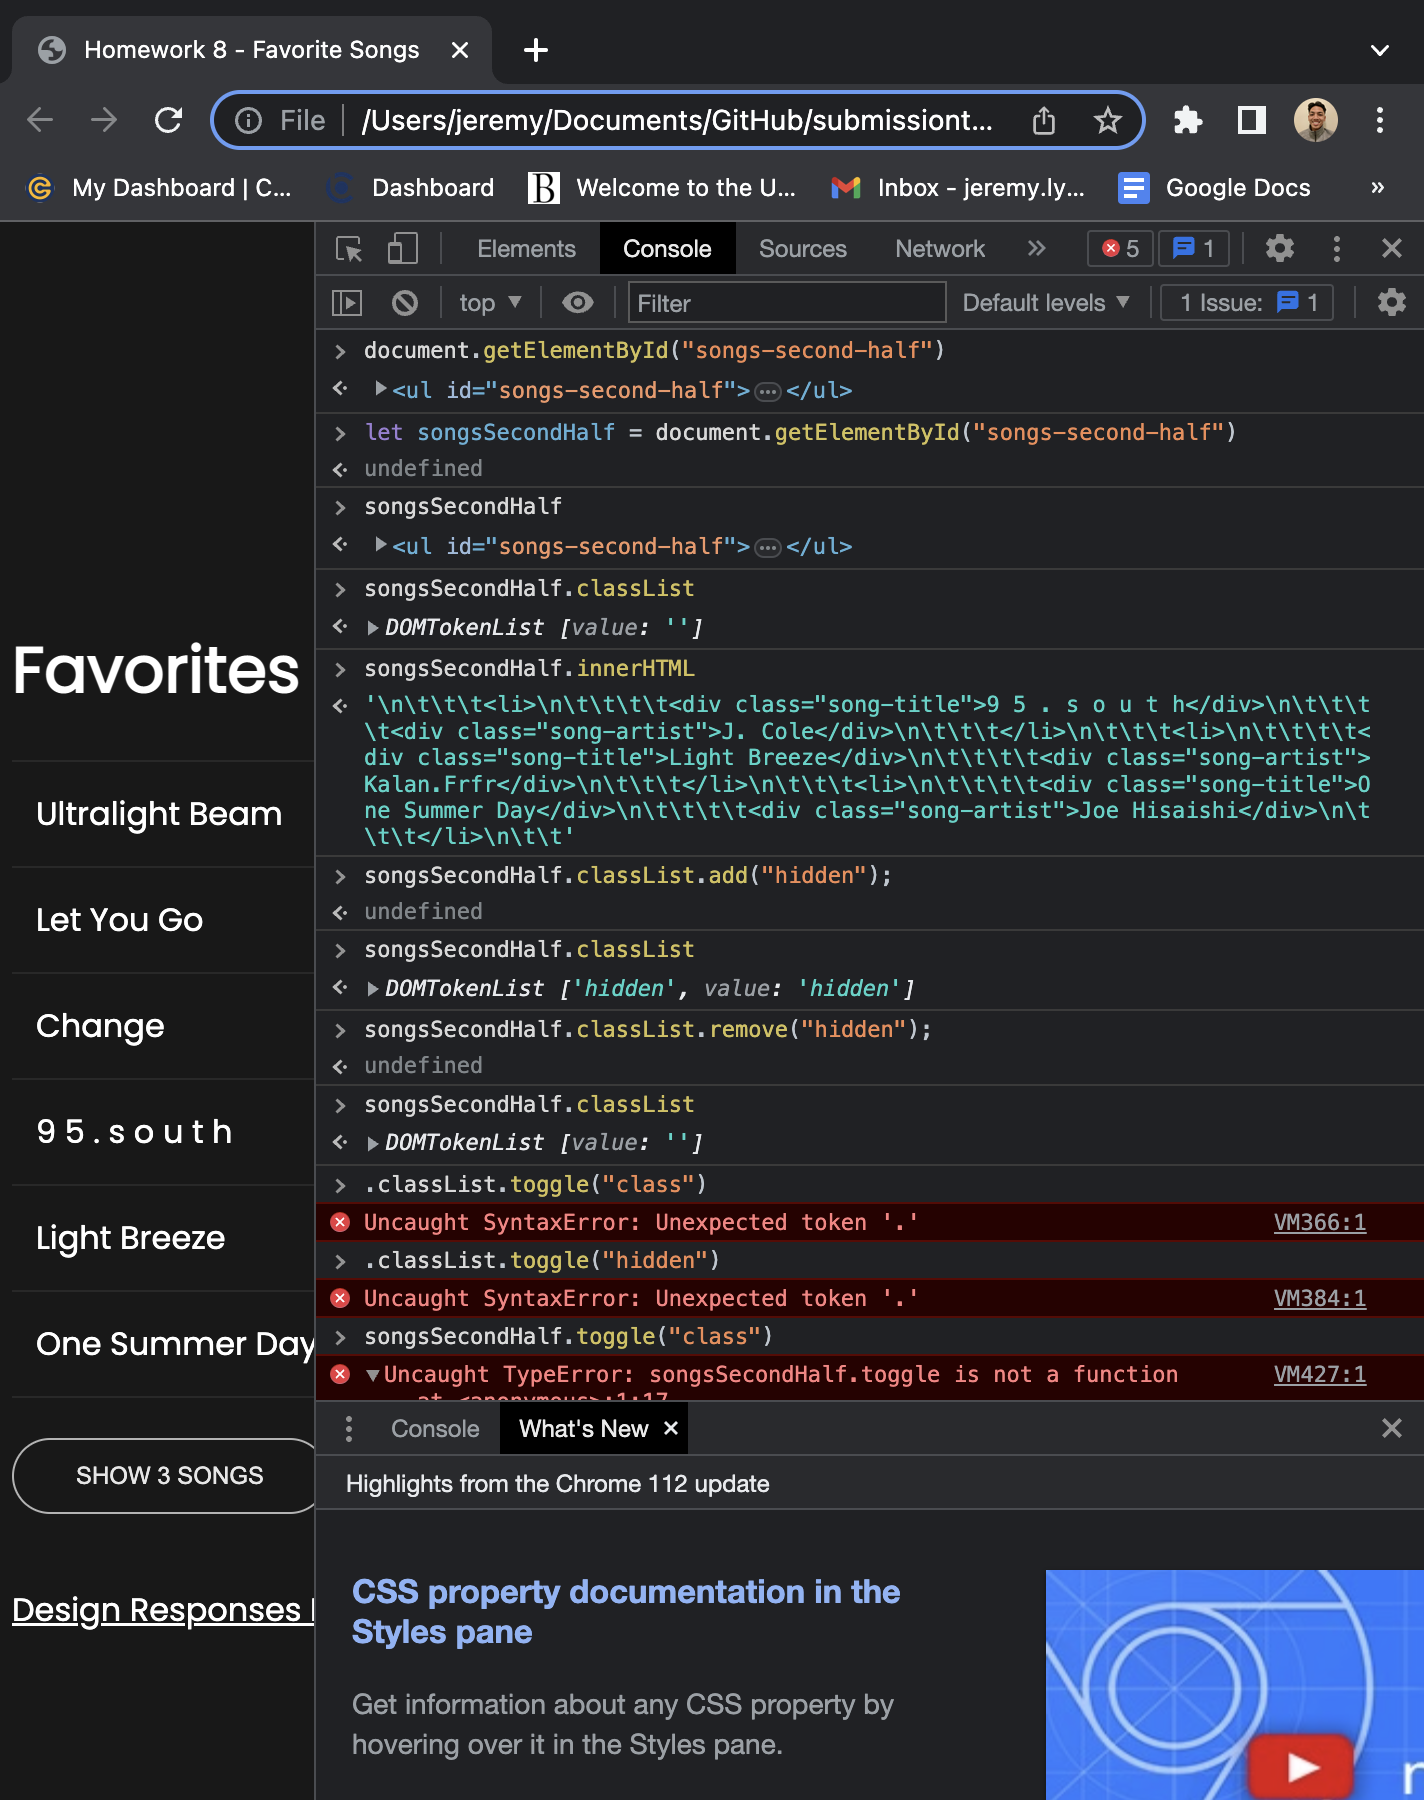 Homework 8 - Favorite Songs
File /Users/jeremy/Documents/GitHub/submissiont...
My Dashboard | C... Dashboard B Welcome to the U... Inbox - jeremy.ly... Google Docs »
Elements Console Sources Network » 5 1
top Filter Default levels 1 Issue: 1
document.getElementById("songs-second-half")
<ul id="songs-second-half">…</ul>
let songsSecondHalf = document.getElementById("songs-second-half")
undefined
songsSecondHalf
<ul id="songs-second-half">…</ul>
songsSecondHalf.classList
DOMTokenList [value: '']
songsSecondHalf.innerHTML
'\n\t\t\t<li>\n\t\t\t\t<div class="song-title">9 5 . s o u t h</div>\n\t\t\t
\t<div class="song-artist">J. Cole</div>\n\t\t\t</li>\n\t\t\t<li>\n\t\t\t\t<
div class="song-title">Light Breeze</div>\n\t\t\t\t<div class="song-artist">
Kalan.Frfr</div>\n\t\t\t</li>\n\t\t\t<li>\n\t\t\t\t<div class="song-title">O
ne Summer Day</div>\n\t\t\t\t<div class="song-artist">Joe Hisaishi</div>\n\t
\t\t</li>\n\t\t'
songsSecondHalf.classList.add("hidden");
undefined
songsSecondHalf.classList
DOMTokenList ['hidden', value: 'hidden']
songsSecondHalf.classList.remove("hidden");
undefined
songsSecondHalf.classList
DOMTokenList [value: '']
.classList.toggle("class")
Uncaught SyntaxError: Unexpected token '.' VM366:1
.classList.toggle("hidden")
Uncaught SyntaxError: Unexpected token '.' VM384:1
songsSecondHalf.toggle("class")
Uncaught TypeError: songsSecondHalf.toggle is not a function VM427:1
at <anonymous>:1:17
Favorites
Ultralight Beam
Let You Go
Change
9 5 . s o u t h
Light Breeze
One Summer Day
SHOW 3 SONGS
Design Responses
Console What's New
Highlights from the Chrome 112 update
CSS property documentation in the
Styles pane
Get information about any CSS property by
hovering over it in the Styles pane.